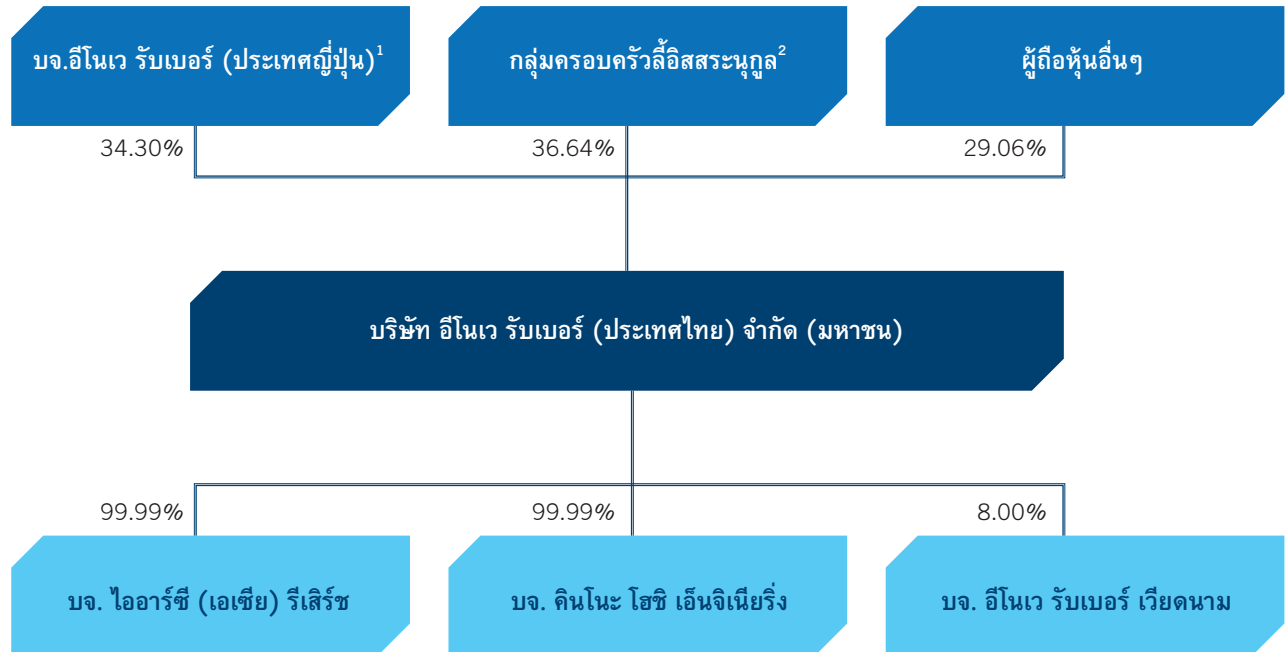 บจ.อีโนเว รับเบอร์ (ประเทศญี่ปุ่น)¹
กลุ่มครอบครัวลี้อิสสระนุกูล²
ผู้ถือหุ้นอื่นๆ
34.30%
36.64%
29.06%
บริษัท อีโนเว รับเบอร์ (ประเทศไทย) จำกัด (มหาชน)
99.99%
99.99%
8.00%
บจ. ไออาร์ซี (เอเซีย) รีเสิร์ช
บจ. คินโนะ โฮชิ เอ็นจิเนียริ่ง
บจ. อีโนเว รับเบอร์ เวียดนาม